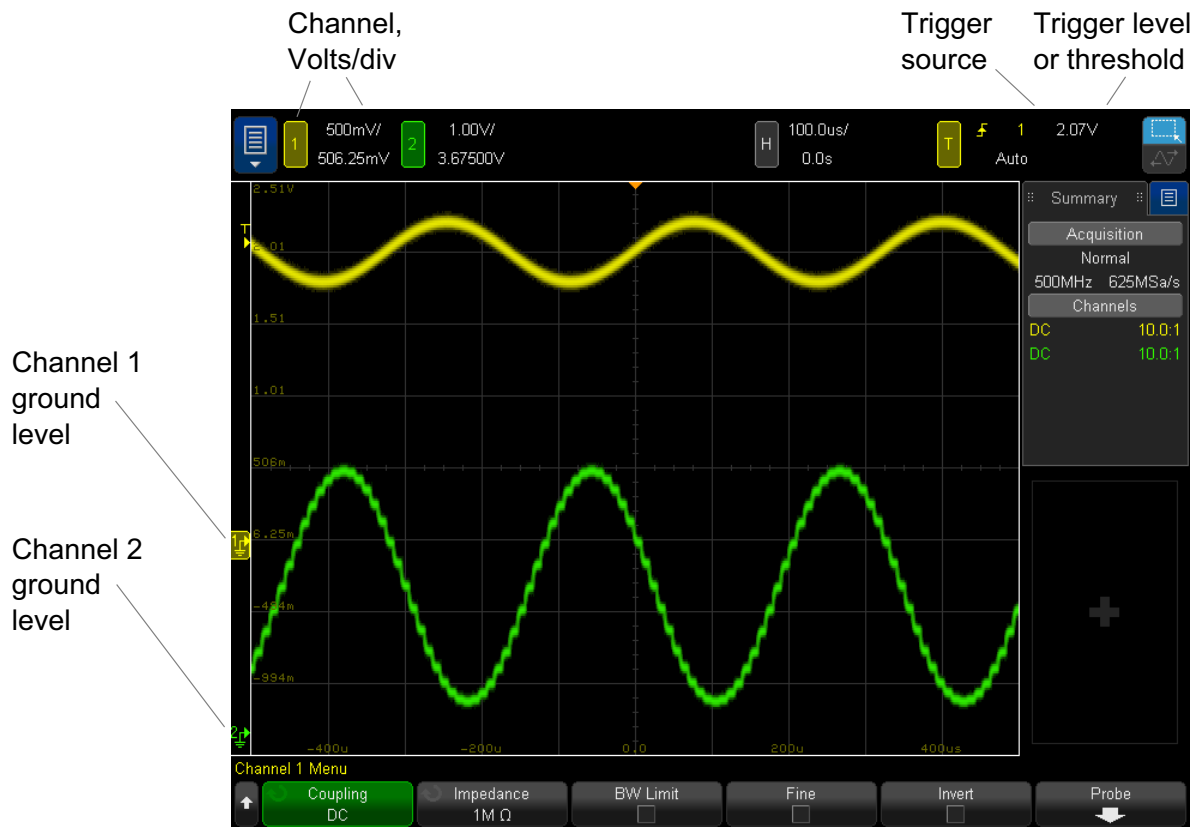 Channel,
Volts/div
Trigger
source
Trigger level
or threshold
1
500mV/
506.25mV
2
1.00V/
3.67500V
H
100.0us/
0.0s
T
1
2.07V
Auto
2.51V
T
2.01
1.51
1.01
506m
6.25m
-494m
-994m
-400u
-200u
0.0
200u
400us
Summary
Acquisition
Normal
500MHz 625MSa/s
Channels
DC 10.0:1
DC 10.0:1
Channel 1
ground
level
1
Channel 2
ground
level
2
Channel 1 Menu
Coupling
DC
Impedance
1M Ω
BW Limit
Fine
Invert
Probe